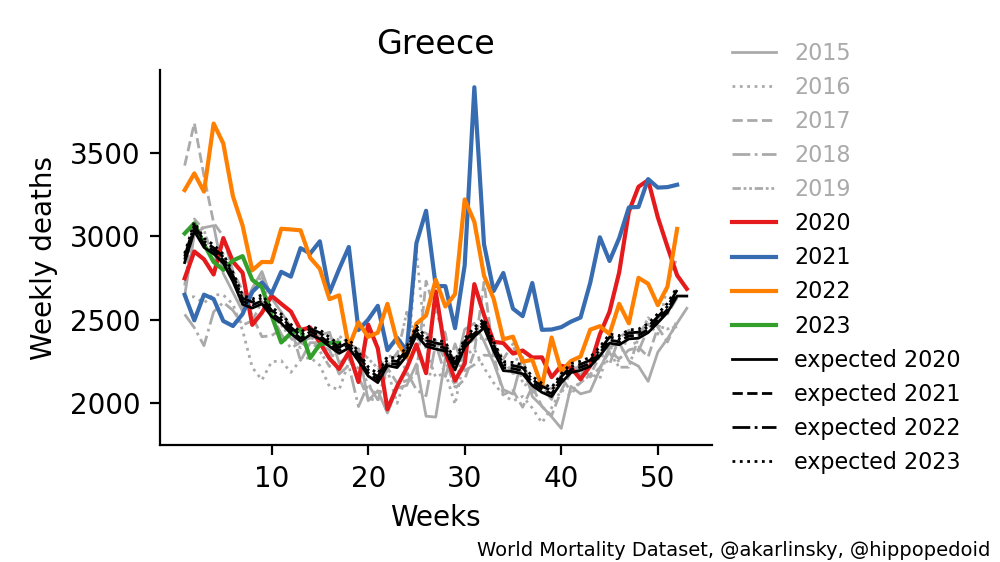 Greece
Weekly deaths
3500
3000
2500
2000
10 20 30 40 50
Weeks
2015
2016
2017
2018
2019
2020
2021
2022
2023
expected 2020
expected 2021
expected 2022
expected 2023
World Mortality Dataset, @akarlinsky, @hippopedoid